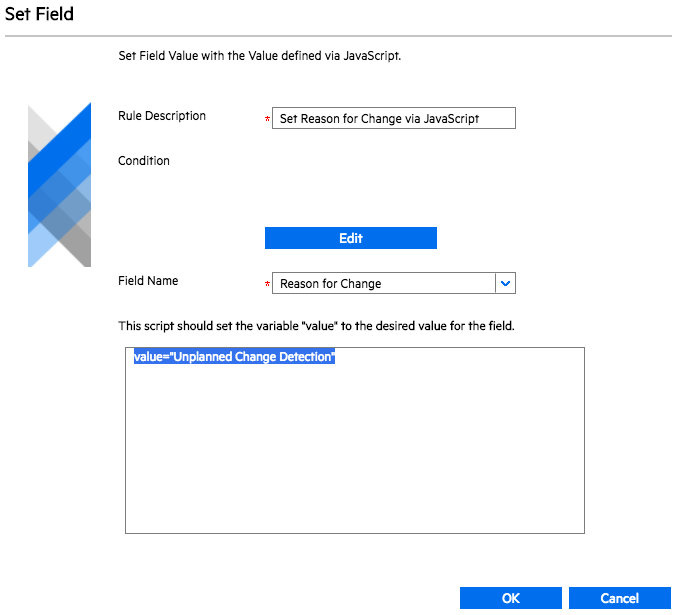 Set Field
Set Field Value with the Value defined via JavaScript.
Rule Description
* Set Reason for Change via JavaScript
Condition
Edit
Field Name
* Reason for Change
This script should set the variable "value" to the desired value for the field.
value="Unplanned Change Detection"
OK Cancel